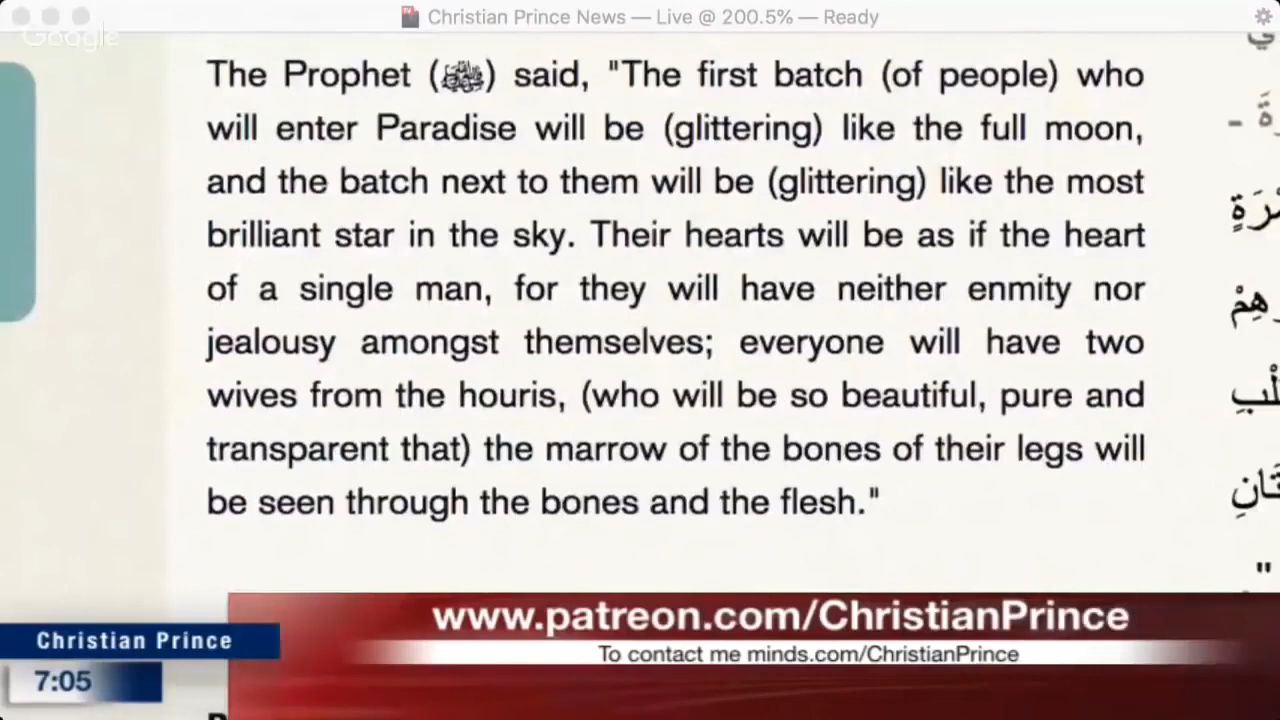 Christian Prince News — Live @ 200.5% — Ready
Google
The Prophet (ﷺ) said, "The first batch (of people) who
will enter Paradise will be (glittering) like the full moon,
and the batch next to them will be (glittering) like the most
brilliant star in the sky. Their hearts will be as if the heart
of a single man, for they will have neither enmity nor
jealousy amongst themselves; everyone will have two
wives from the houris, (who will be so beautiful, pure and
transparent that) the marrow of the bones of their legs will
be seen through the bones and the flesh."
www.patreon.com/ChristianPrince
To contact me minds.com/ChristianPrince
Christian Prince
7:05